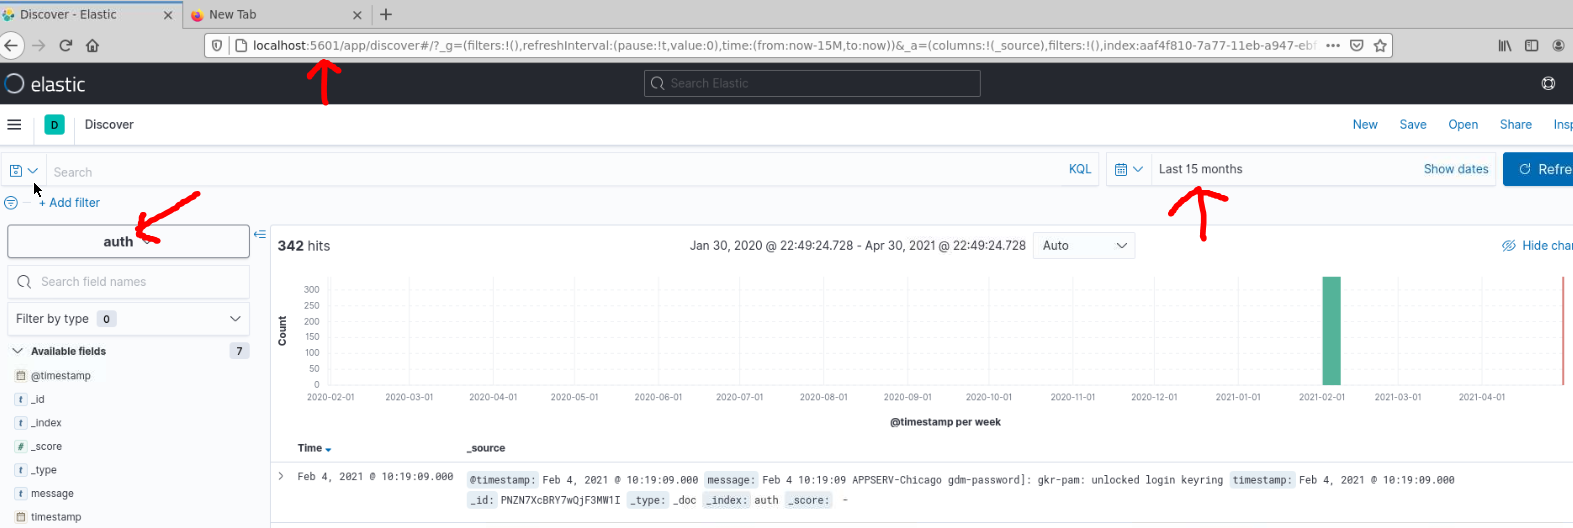 Discover - Elastic
New Tab
localhost:5601/app/discover#/?_g=(filters:!(),refreshInterval:(pause:!t,value:0),time:(from:now-15M,to:now))&_a=(columns:!(_source),filters:!(),index:aaf4f810-7a77-11eb-a947-ebf
elastic
Search Elastic
D Discover
New Save Open Share Insp
Search KQL
Last 15 months Show dates
Refre
+ Add filter
auth
342 hits
Jan 30, 2020 @ 22:49:24.728 - Apr 30, 2021 @ 22:49:24.728 Auto
Hide char
Search field names
Filter by type 0
Available fields 7
@timestamp
t _id
t _index
# _score
t _type
t message
timestamp
Count
300
250
200
150
100
50
0
2020-02-01 2020-03-01 2020-04-01 2020-05-01 2020-06-01 2020-07-01 2020-08-01 2020-09-01 2020-10-01 2020-11-01 2020-12-01 2021-01-01 2021-02-01 2021-03-01 2021-04-01
@timestamp per week
Time _source
Feb 4, 2021 @ 10:19:09.000
@timestamp: Feb 4, 2021 @ 10:19:09.000 message: Feb 4 10:19:09 APPSERV-Chicago gdm-password]: gkr-pam: unlocked login keyring timestamp: Feb 4, 2021 @ 10:19:09.000
_id: PNZN7XcBRY7wQjF3MW1I _type: _doc _index: auth _score: -